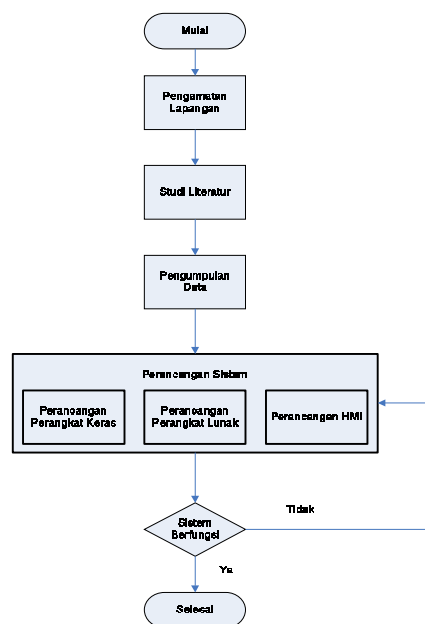 Mulai
Pengamatan
Lapangan
Studi Literatur
Pengumpulan
Data
Perancangan Sistem
Perancangan
Perangkat Keras
Perancangan
Perangkat Lunak
Perancangan HMI
Sistem
Berfungsi
Tidak
Ya
Selesai